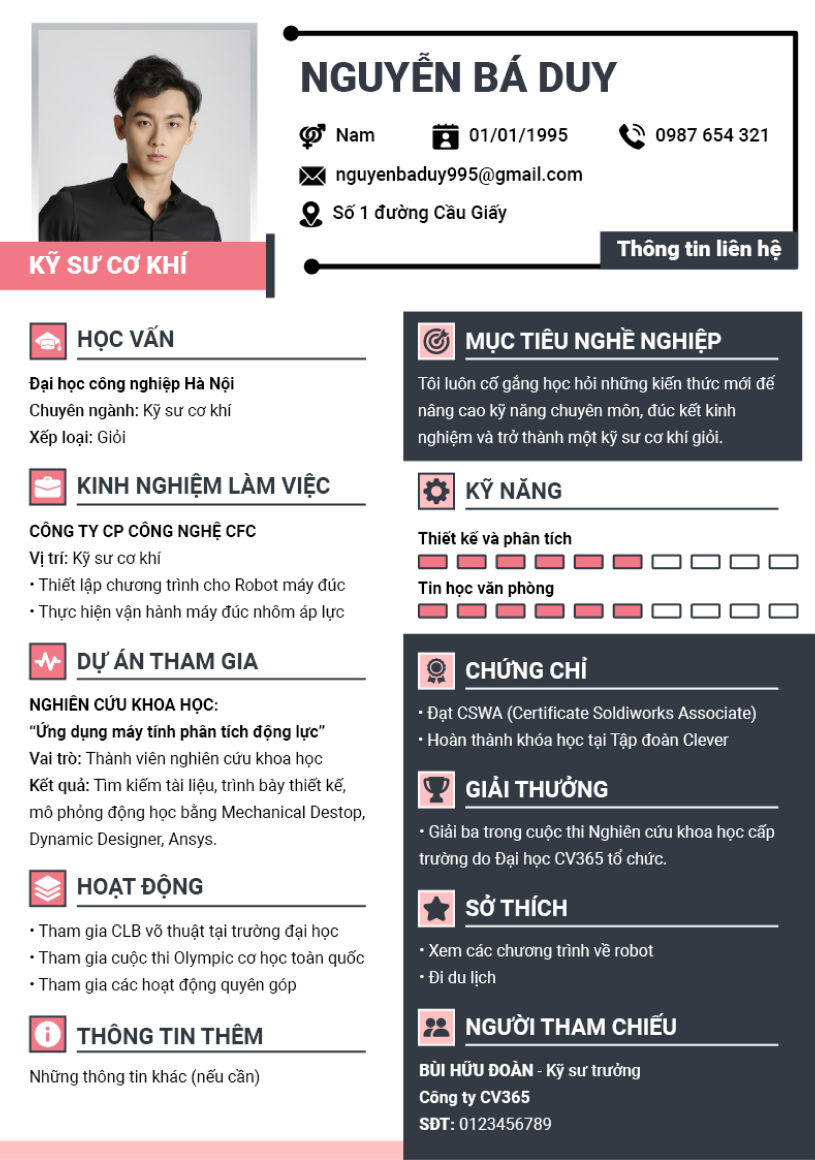 NGUYỄN BÁ DUY
Nam
01/01/1995
0987 654 321
nguyenbaduy995@gmail.com
Số 1 đường Cầu Giấy
Thông tin liên hệ
KỸ SƯ CƠ KHÍ
HỌC VẤN
Đại học công nghiệp Hà Nội
Chuyên ngành: Kỹ sư cơ khí
Xếp loại: Giỏi
KINH NGHIỆM LÀM VIỆC
CÔNG TY CP CÔNG NGHỆ CFC
Vị trí: Kỹ sư cơ khí
• Thiết lập chương trình cho Robot máy đúc
• Thực hiện vận hành máy đúc nhôm áp lực
DỰ ÁN THAM GIA
NGHIÊN CỨU KHOA HỌC:
“Ứng dụng máy tính phân tích động lực”
Vai trò: Thành viên nghiên cứu khoa học
Kết quả: Tìm kiếm tài liệu, trình bày thiết kế,
mô phỏng động học bằng Mechanical Destop,
Dynamic Designer, Ansys.
HOẠT ĐỘNG
• Tham gia CLB võ thuật tại trường đại học
• Tham gia cuộc thi Olympic cơ học toàn quốc
• Tham gia các hoạt động quyên góp
THÔNG TIN THÊM
Những thông tin khác (nếu cần)
MỤC TIÊU NGHỀ NGHIỆP
Tôi luôn cố gắng học hỏi những kiến thức mới để
nâng cao kỹ năng chuyên môn, đúc kết kinh
nghiệm và trở thành một kỹ sư cơ khí giỏi.
KỸ NĂNG
Thiết kế và phân tích
Tin học văn phòng
CHỨNG CHỈ
• Đạt CSWA (Certificate Soldiworks Associate)
• Hoàn thành khóa học tại Tập đoàn Clever
GIẢI THƯỞNG
• Giải ba trong cuộc thi Nghiên cứu khoa học cấp
trường do Đại học CV365 tổ chức.
SỞ THÍCH
• Xem các chương trình về robot
• Đi du lịch
NGƯỜI THAM CHIẾU
BÙI HỮU ĐOÀN - Kỹ sư trưởng
Công ty CV365
SĐT: 0123456789